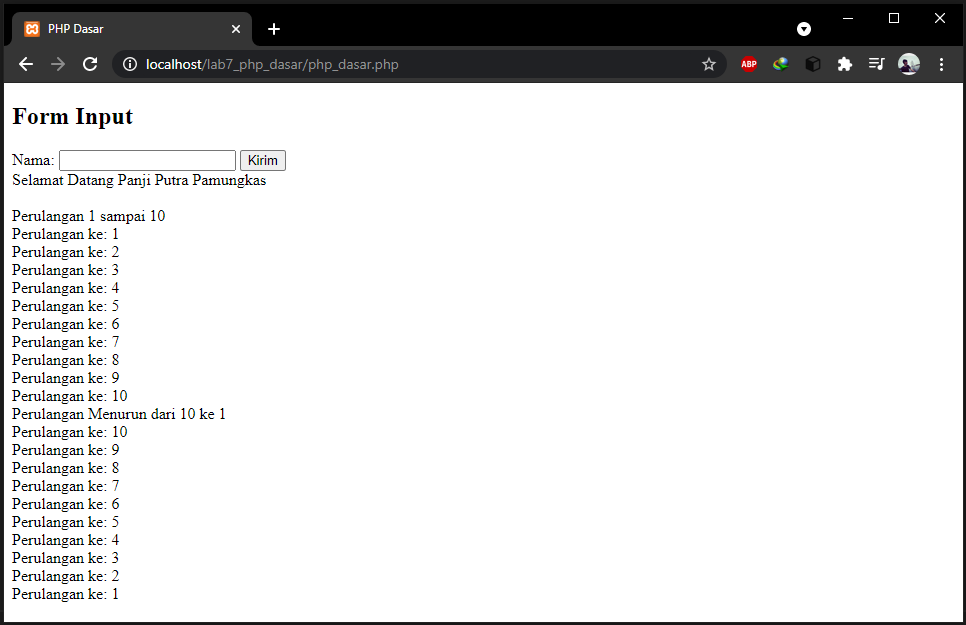 PHP Dasar
localhost/lab7_php_dasar/php_dasar.php
ABP
Form Input
Nama: Kirim
Selamat Datang Panji Putra Pamungkas
Perulangan 1 sampai 10
Perulangan ke: 1
Perulangan ke: 2
Perulangan ke: 3
Perulangan ke: 4
Perulangan ke: 5
Perulangan ke: 6
Perulangan ke: 7
Perulangan ke: 8
Perulangan ke: 9
Perulangan ke: 10
Perulangan Menurun dari 10 ke 1
Perulangan ke: 10
Perulangan ke: 9
Perulangan ke: 8
Perulangan ke: 7
Perulangan ke: 6
Perulangan ke: 5
Perulangan ke: 4
Perulangan ke: 3
Perulangan ke: 2
Perulangan ke: 1